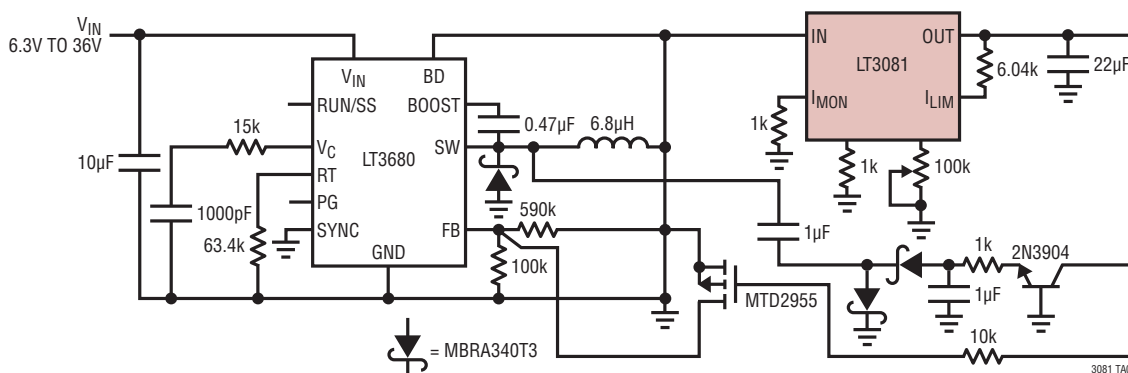 VIN
6.3V TO 36V
VIN
BD
RUN/SS
BOOST
VC
LT3680
SW
RT
PG
SYNC
GND
FB
15k
10µF
1000pF
63.4k
0.47µF
6.8µH
590k
100k
= MBRA340T3
IN
OUT
LT3081
IMON
ILIM
6.04k
22µF
1k
1k
100k
1µF
1k
2N3904
1µF
MTD2955
10k